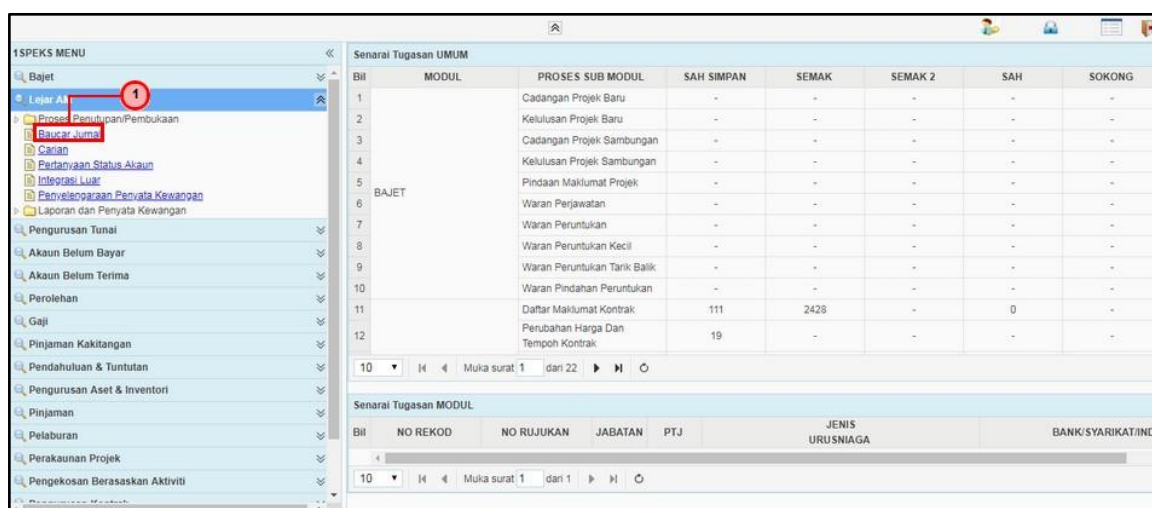 1SPEKS MENU
Bajet
Lejar AM
1
Proses Penutupan/Pembukaan
Baucar Jurnal
Carian
Pertanyaan Status Akaun
Integrasi Luar
Penyelengaraan Penyata Kewangan
Laporan dan Penyata Kewangan
Pengurusan Tunai
Akaun Belum Bayar
Akaun Belum Terima
Perolehan
Gaji
Pinjaman Kakitangan
Pendahuluan & Tuntutan
Pengurusan Aset & Inventori
Pinjaman
Pelaburan
Perakaunan Projek
Pengekosan Berasaskan Aktiviti
Senarai Tugasan UMUM
Bil MODUL PROSES SUB MODUL SAH SIMPAN SEMAK SEMAK 2 SAH SOKONG
1 Cadangan Projek Baru - - - - -
2 Kelulusan Projek Baru - - - - -
3 Cadangan Projek Sambungan - - - - -
4 Kelulusan Projek Sambungan - - - - -
5 Pindaan Maklumat Projek - - - - -
BAJET
6 Waran Perjawatan - - - - -
7 Waran Peruntukan - - - - -
8 Waran Peruntukan Kecil - - - - -
9 Waran Peruntukan Tarik Balik - - - - -
10 Waran Pindahan Peruntukan - - - - -
11 Daftar Maklumat Kontrak 111 2428 - 0 -
12 Perubahan Harga Dan
Tempoh Kontrak 19 - - - -
10 Muka surat 1 dari 22
Senarai Tugasan MODUL
Bil NO REKOD NO RUJUKAN JABATAN PTJ JENIS
URUSNIAGA BANK/SYARIKAT/IND
10 Muka surat 1 dari 1